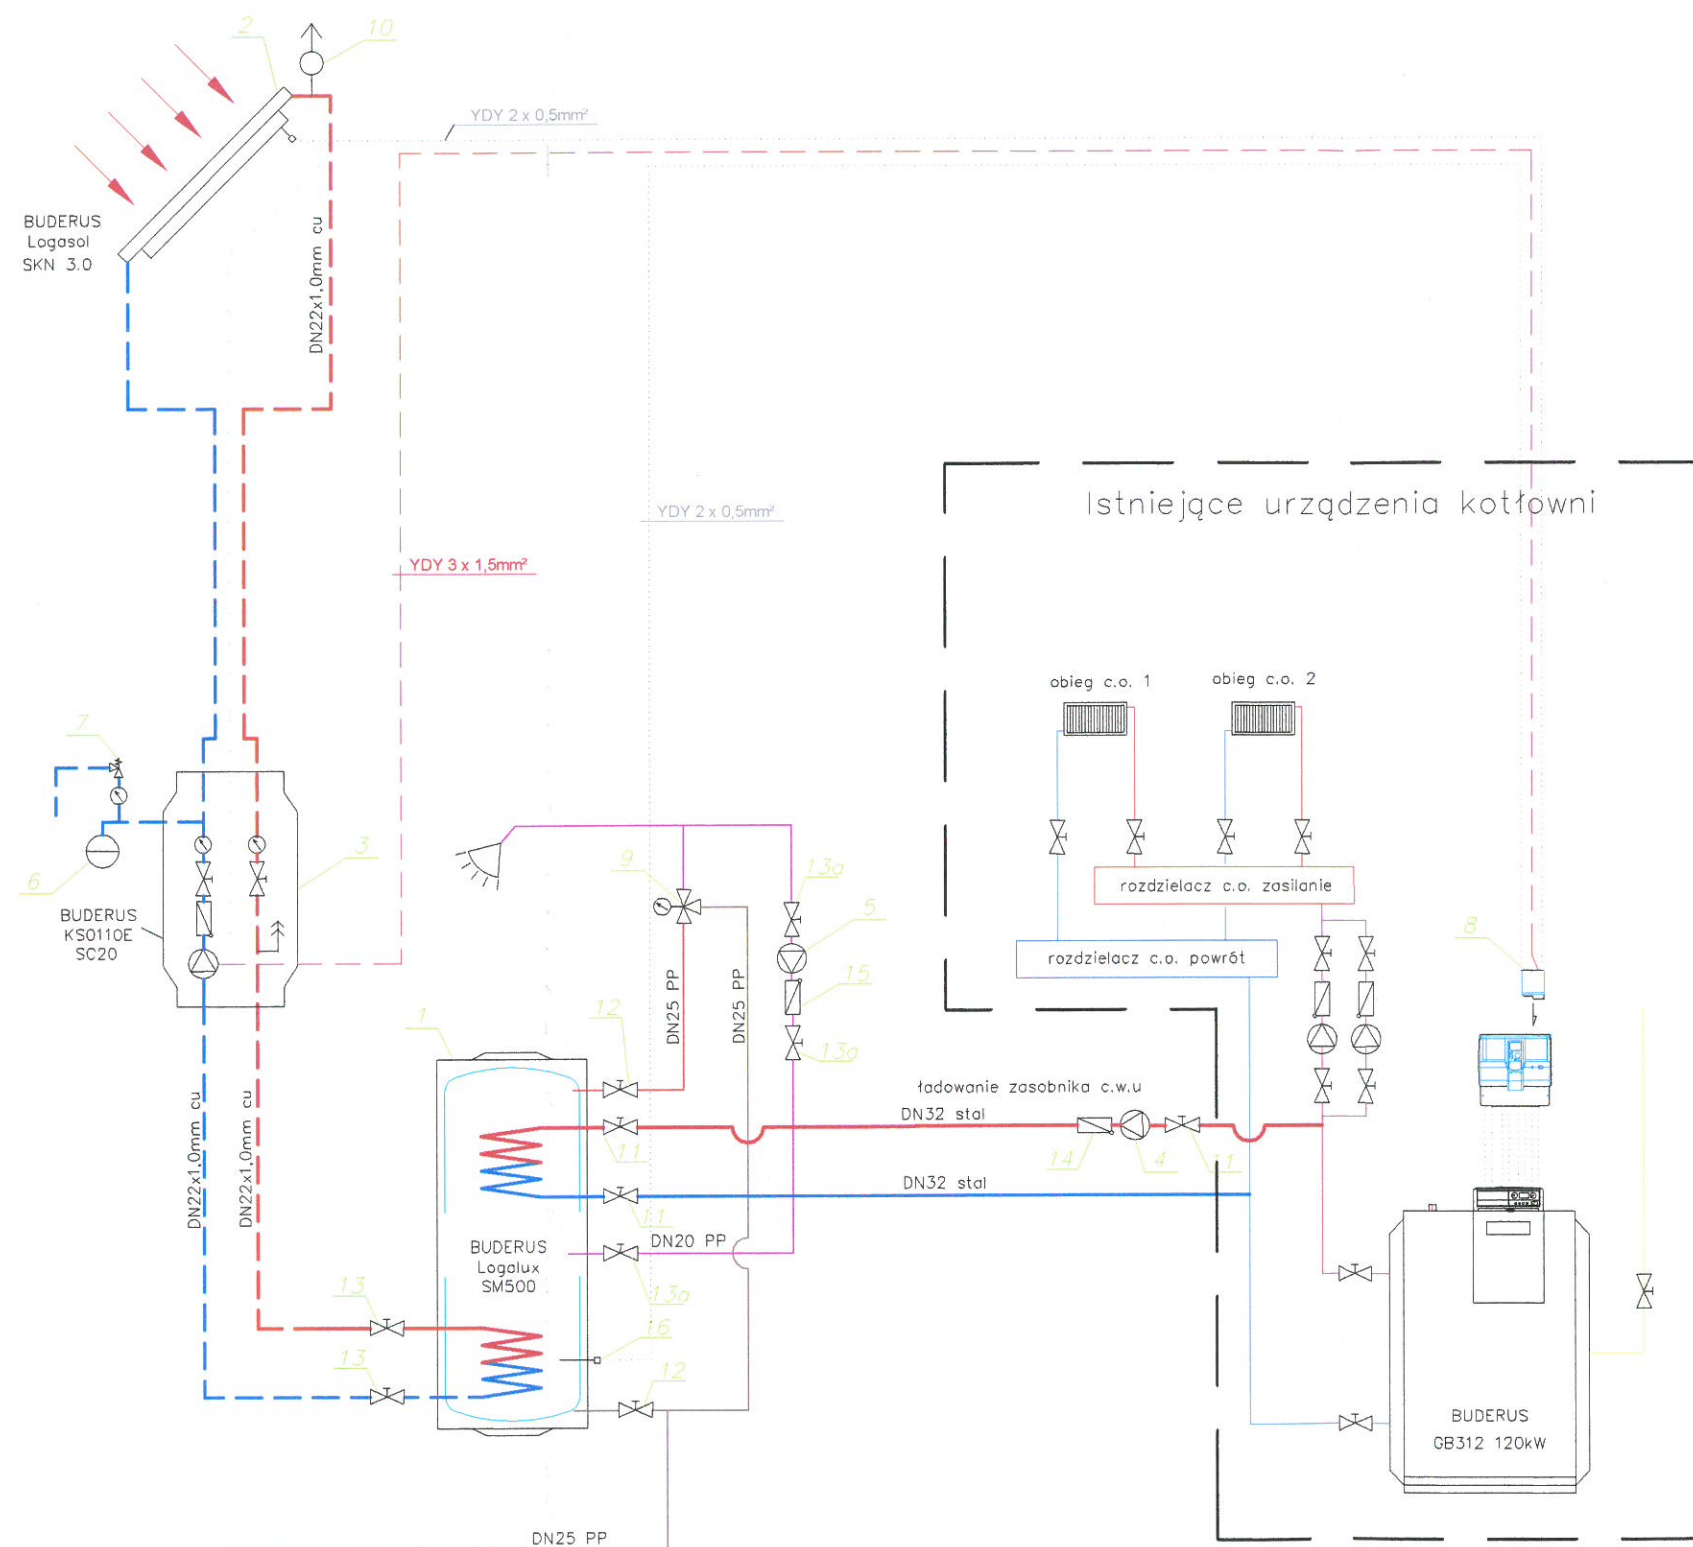 2
10
YDY 2 x 0,5mm²
BUDERUS
Logasol
SKN 3.0
DN22x1.0mm cu
Istniejące urządzenia kotłowni
YDY 2 x 0,5mm²
YDY 3 x 1,5mm²
obieg c.o. 1
obieg c.o. 2
7
3
6
9
13a
5
15
13a
rozdzielacz c.o. zasilanie
rozdzielacz c.o. powrót
8
BUDERUS
KS0110E
SC20
DN25 PP
DN25 PP
1
12
ładowanie zasobnika c.w.u
DN32 stal
11
14
4
11
DN32 stal
11
DN22x1.0mm cu
DN22x1.0mm cu
DN20 PP
BUDERUS
Logalux
SM500
13a
13
16
13
12
BUDERUS
GB312 120kW
DN25 PP